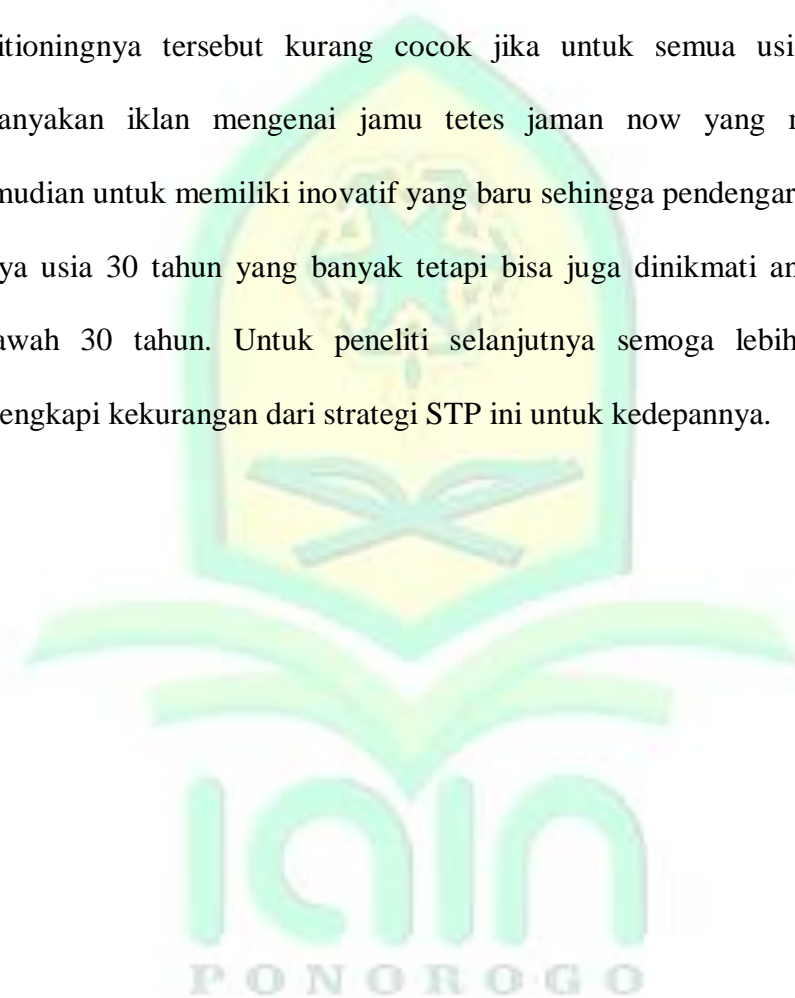 itioningnya tersebut kurang cocok jika untuk semua usi
anyakan iklan mengenai jamu tetes jaman now yang
mudian untuk memiliki inovatif yang baru sehingga pendengar
ya usia 30 tahun yang banyak tetapi bisa juga dinikmati an
awah 30 tahun. Untuk peneliti selanjutnya semoga lebih
engkapi kekurangan dari strategi STP ini untuk kedepannya.
iain
PONOROGO